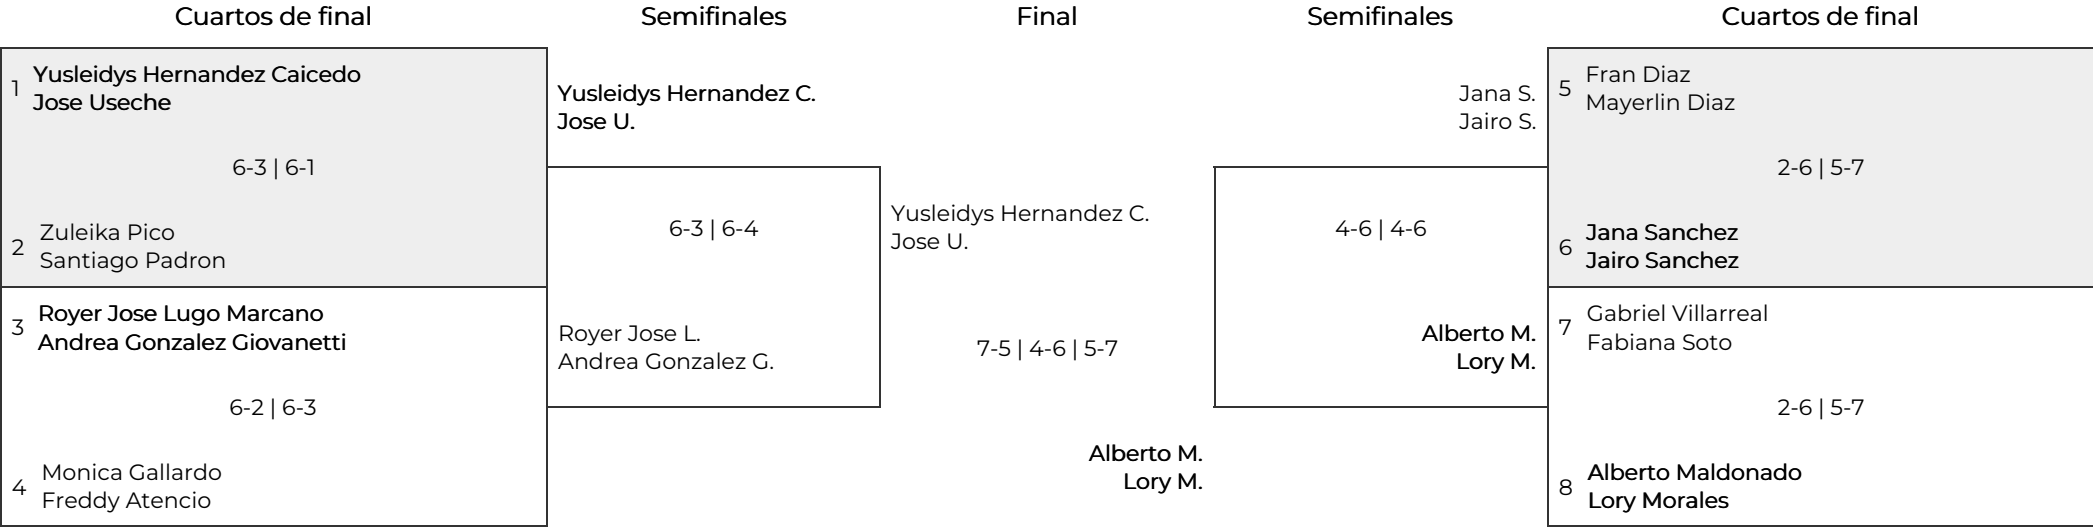 Cuartos de final
Semifinales
Final
Semifinales
Cuartos de final
1
Yusleidys Hernandez Caicedo
Jose Useche
6-3 | 6-1
2
Zuleika Pico
Santiago Padron
3
Royer Jose Lugo Marcano
Andrea Gonzalez Giovanetti
6-2 | 6-3
4
Monica Gallardo
Freddy Atencio
Yusleidys Hernandez C.
Jose U.
6-3 | 6-4
Royer Jose L.
Andrea Gonzalez G.
Yusleidys Hernandez C.
Jose U.
7-5 | 4-6 | 5-7
Alberto M.
Lory M.
Jana S.
Jairo S.
4-6 | 4-6
Alberto M.
Lory M.
5
Fran Diaz
Mayerlin Diaz
2-6 | 5-7
6
Jana Sanchez
Jairo Sanchez
7
Gabriel Villarreal
Fabiana Soto
2-6 | 5-7
8
Alberto Maldonado
Lory Morales